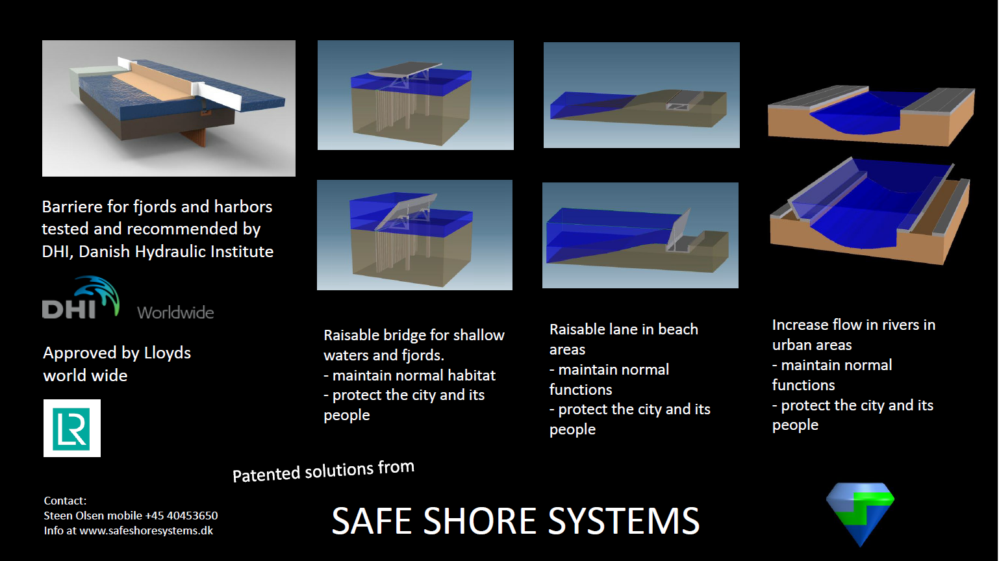 Barriere for fjords and harbors
tested and recommended by
DHI, Danish Hydraulic Institute
DHI
Worldwide
Approved by Lloyds
world wide
LR
Raisable bridge for shallow
waters and fjords.
- maintain normal habitat
- protect the city and its
people
Raisable lane in beach
areas
- maintain normal
functions
- protect the city and its
people
Increase flow in rivers in
urban areas
- maintain normal
functions
- protect the city and its
people
Patented solutions from
SAFE SHORE SYSTEMS
Contact:
Steen Olsen mobile +45 40453650
Info at www.safeshoresystems.dk